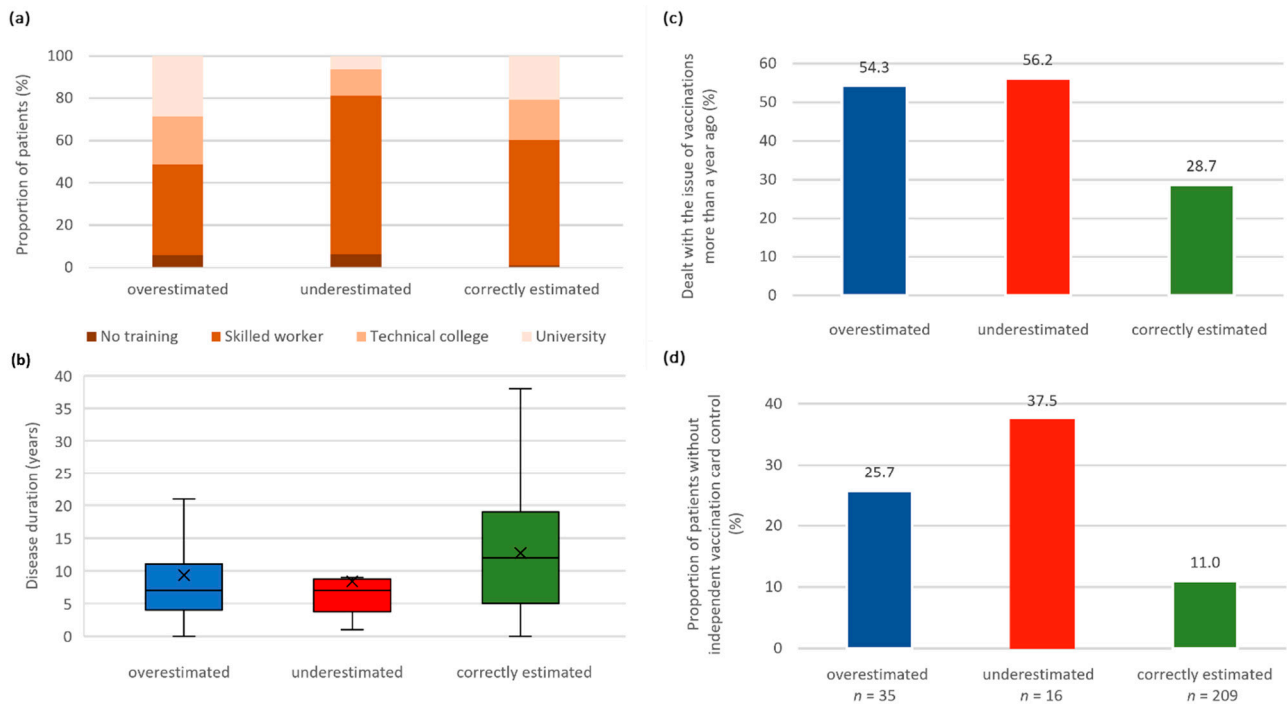 (a)
Proportion of patients (%)
100
80
60
40
20
0
overestimated
underestimated
correctly estimated
No training
Skilled worker
Technical college
University
(b)
Disease duration (years)
40
35
30
25
20
15
10
5
0
overestimated
underestimated
correctly estimated
(c)
Dealt with the issue of vaccinations
more than a year ago (%)
60
50
40
30
20
10
0
54.3
56.2
28.7
overestimated
underestimated
correctly estimated
(d)
Proportion of patients without
independent vaccination card control
(%)
40
30
20
10
0
25.7
37.5
11.0
overestimated
underestimated
correctly estimated
n = 35
n = 16
n = 209